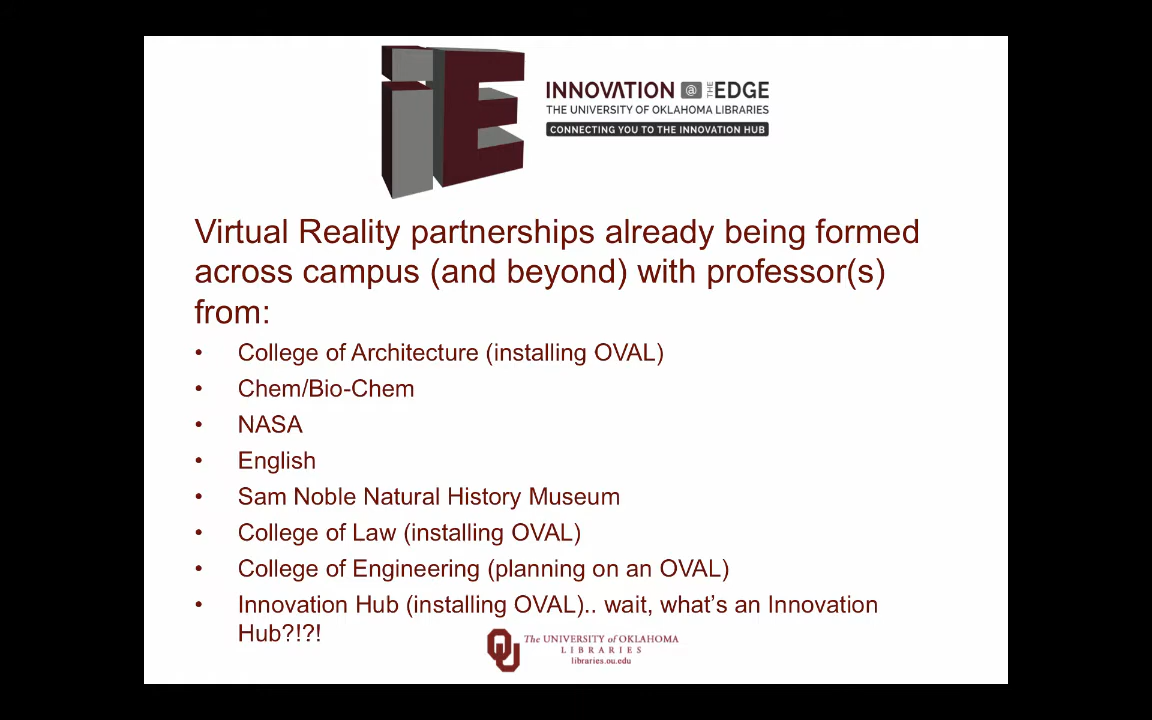 iE
INNOVATION @ THE EDGE
THE UNIVERSITY OF OKLAHOMA LIBRARIES
CONNECTING YOU TO THE INNOVATION HUB
Virtual Reality partnerships already being formed
across campus (and beyond) with professor(s)
from:
• College of Architecture (installing OVAL)
• Chem/Bio-Chem
• NASA
• English
• Sam Noble Natural History Museum
• College of Law (installing OVAL)
• College of Engineering (planning on an OVAL)
• Innovation Hub (installing OVAL).. wait, what’s an Innovation
Hub?!?!
OU
The UNIVERSITY of OKLAHOMA
LIBRARIES
libraries.ou.edu